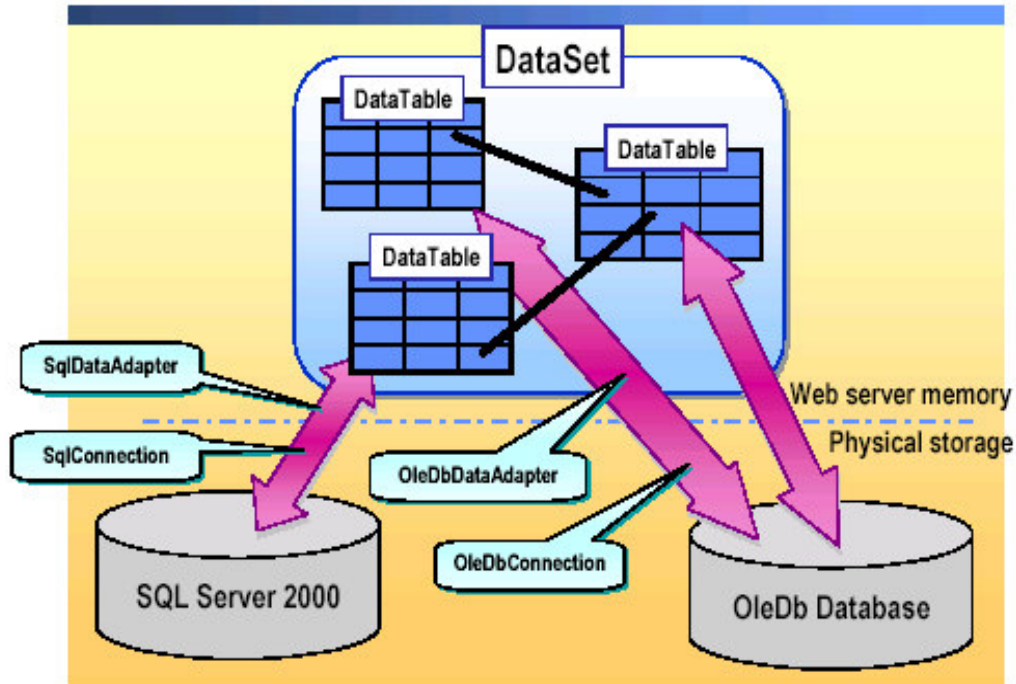 DataSet
DataTable
DataTable
DataTable
SqlDataAdapter
Web server memory
Physical storage
SqlConnection
OleDbDataAdapter
OleDbConnection
SQL Server 2000
OleDb Database